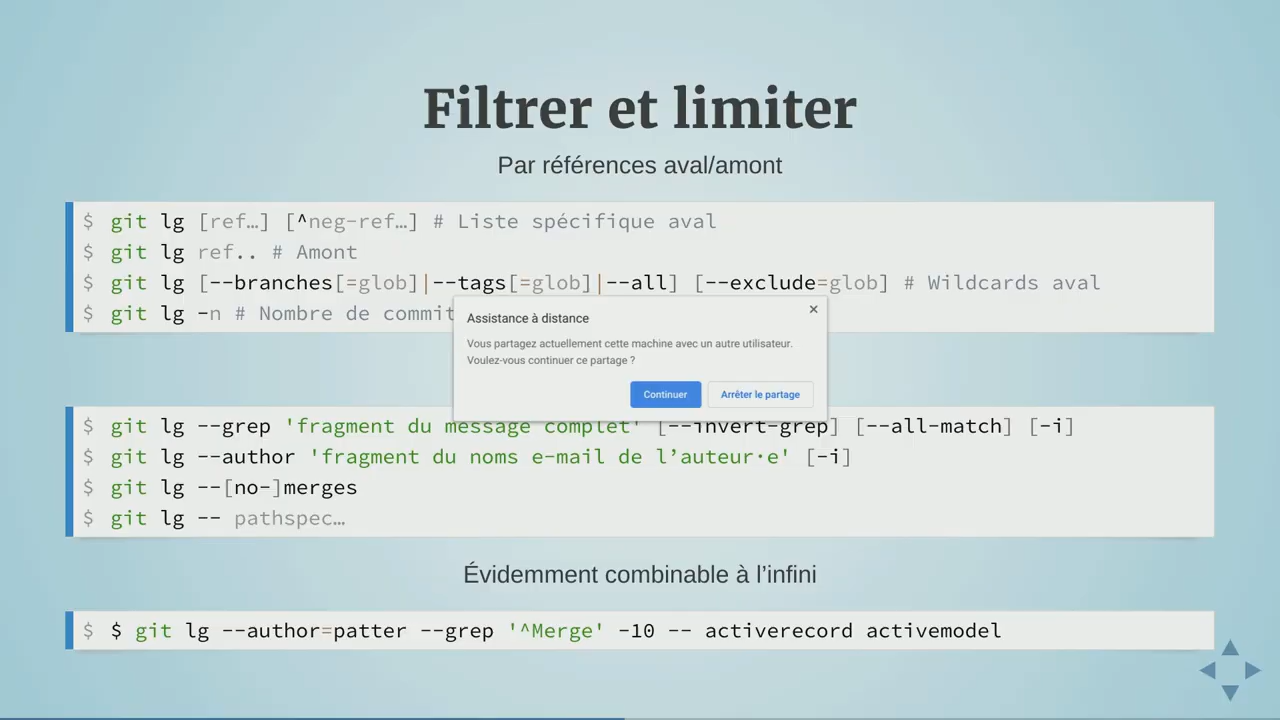 Filtrer et limiter
Par références aval/amont
$ git lg [ref…] [^neg-ref…] # Liste spécifique aval
$ git lg ref.. # Amont
$ git lg [--branches[=glob]|--tags[=glob]|--all] [--exclude=glob] # Wildcards aval
$ git lg -n # Nombre de commit
Assistance à distance
Vous partagez actuellement cette machine avec un autre utilisateur.
Voulez-vous continuer ce partage ?
Continuer Arrêter le partage
$ git lg --grep 'fragment du message complet' [--invert-grep] [--all-match] [-i]
$ git lg --author 'fragment du noms e-mail de l’auteur·e' [-i]
$ git lg --[no-]merges
$ git lg -- pathspec…
Évidemment combinable à l’infini
$ $ git lg --author=patter --grep '^Merge' -10 -- activerecord activemodel